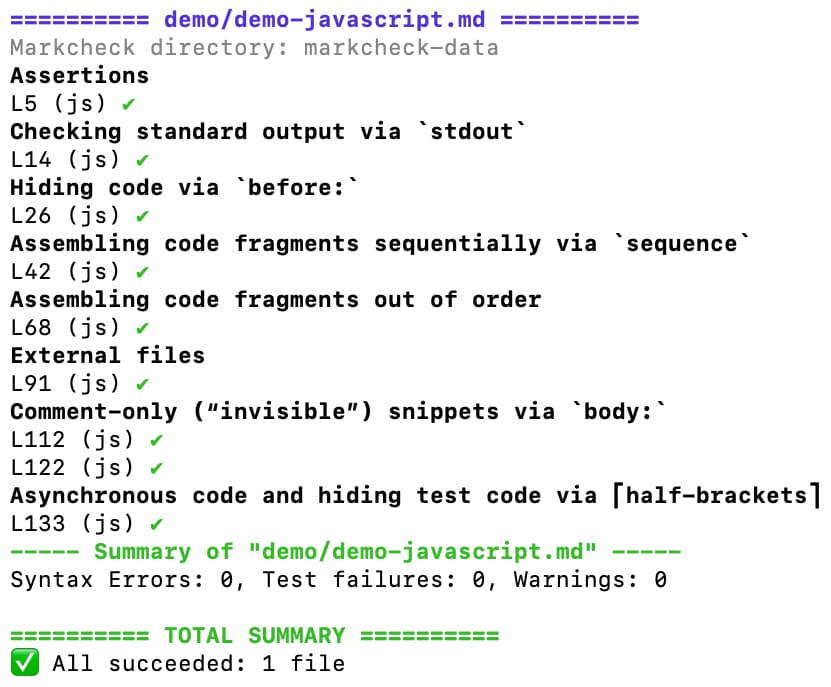 ========== demo/demo-javascript.md ==========
Markcheck directory: markcheck-data
Assertions
L5 (js) ✔
Checking standard output via `stdout`
L14 (js) ✔
Hiding code via `before:`
L26 (js) ✔
Assembling code fragments sequentially via `sequence`
L42 (js) ✔
Assembling code fragments out of order
L68 (js) ✔
External files
L91 (js) ✔
Comment-only (“invisible”) snippets via `body:`
L112 (js) ✔
L122 (js) ✔
Asynchronous code and hiding test code via ⎡half-brackets⎤
L133 (js) ✔
----- Summary of "demo/demo-javascript.md" -----
Syntax Errors: 0, Test failures: 0, Warnings: 0
========== TOTAL SUMMARY ==========
✅ All succeeded: 1 file